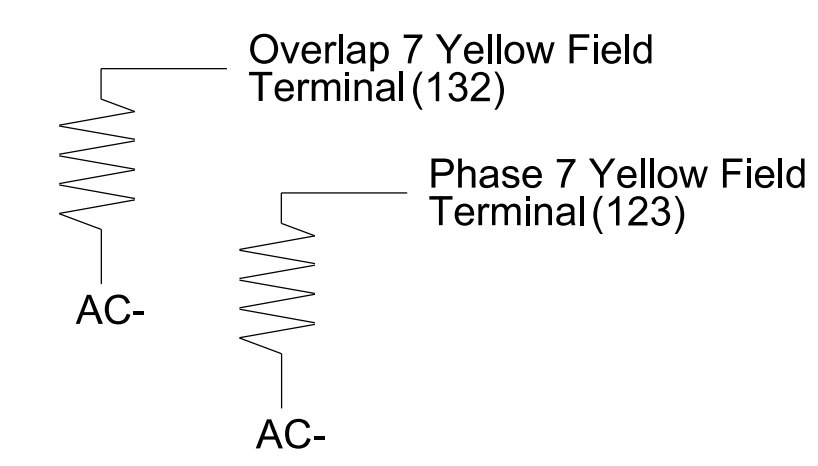 Overlap 7 Yellow Field
Terminal (132)
Phase 7 Yellow Field
Terminal (123)
AC-
AC-